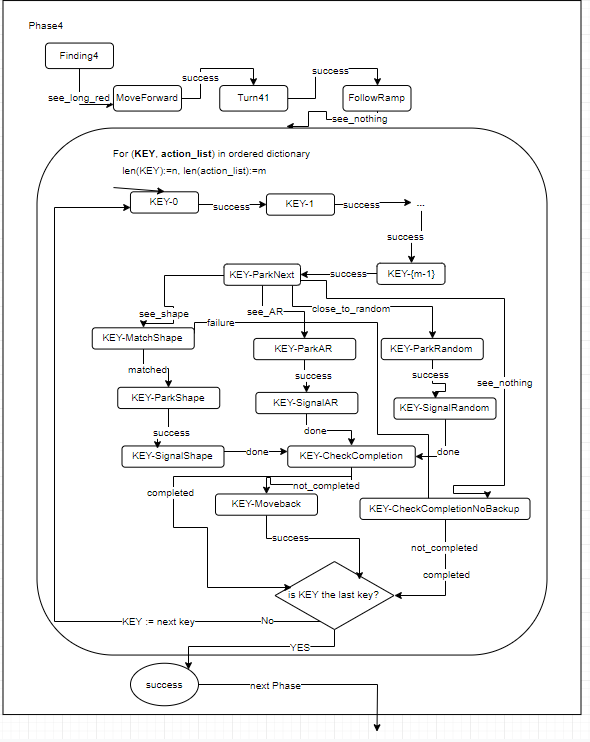 Phase4
Finding4
see_long_red
MoveForward
success
Turn41
success
FollowRamp
see_nothing
For (KEY, action_list) in ordered dictionary
len(KEY):=n, len(action_list):=m
KEY-0
success
KEY-1
success
...
success
KEY-{m-1}
success
KEY-ParkNext
see_shape
see_AR
close_to_random
failure
see_nothing
KEY-MatchShape
KEY-ParkAR
KEY-ParkRandom
matched
success
success
KEY-ParkShape
KEY-SignalAR
KEY-SignalRandom
success
done
done
KEY-SignalShape
done
KEY-CheckCompletion
completed
not_completed
KEY-Moveback
KEY-CheckCompletionNoBackup
success
not_completed
completed
is KEY the last key?
KEY := next key
No
YES
success
next Phase